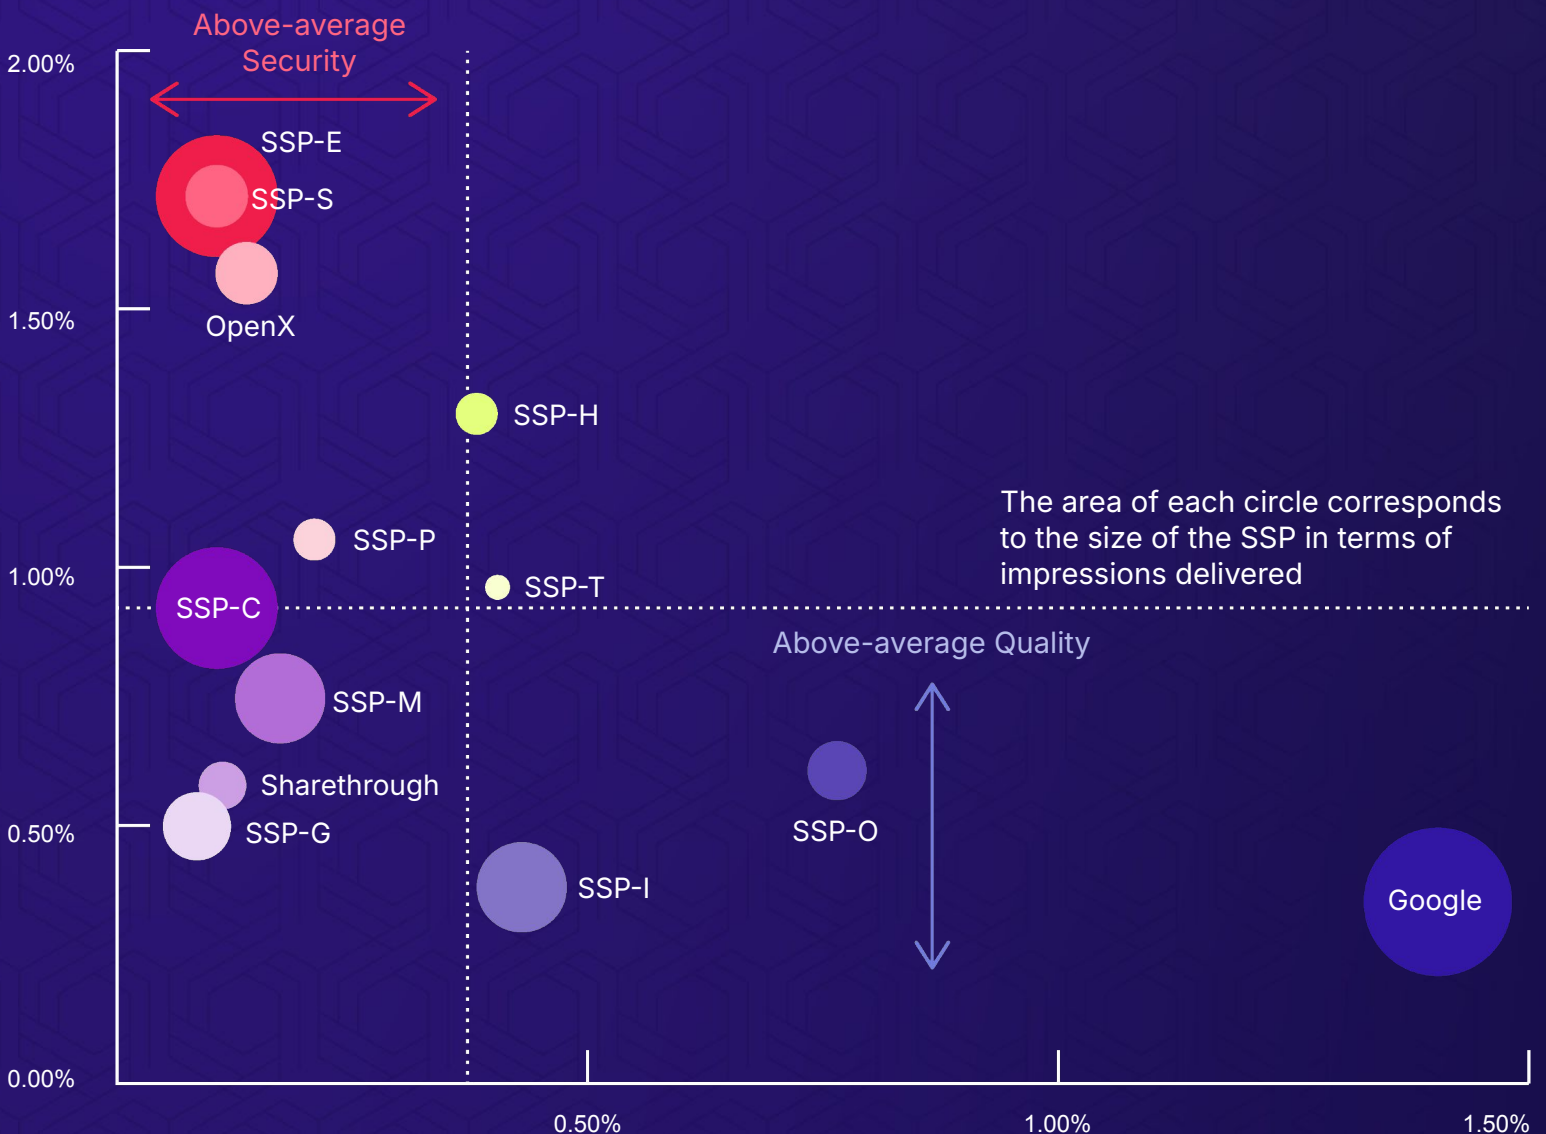 Above-average
Security
2.00%
SSP-E
SSP-S
1.50%
OpenX
SSP-H
The area of each circle corresponds
to the size of the SSP in terms of
impressions delivered
SSP-P
1.00%
SSP-T
SSP-C
Above-average Quality
SSP-M
Sharethrough
0.50%
SSP-G
SSP-O
SSP-I
Google
0.00%
0.50%
1.00%
1.50%